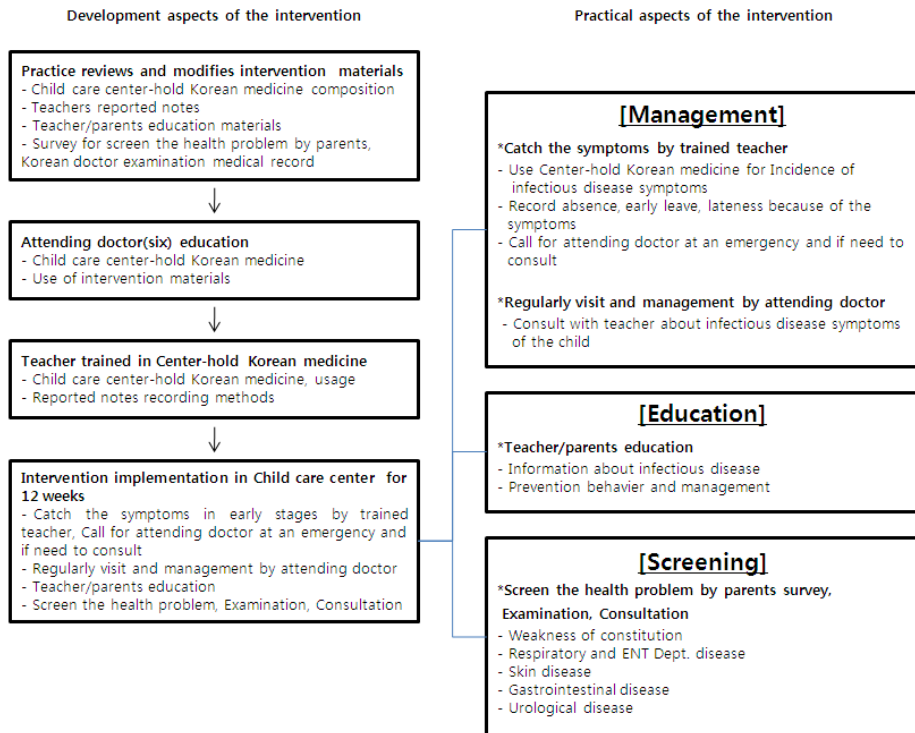 Development aspects of the intervention
Practice reviews and modifies intervention materials
- Child care center-hold Korean medicine composition
- Teachers reported notes
- Teacher/parents education materials
- Survey for screen the health problem by parents,
Korean doctor examination medical record
Attending doctor(six) education
- Child care center-hold Korean medicine
- Use of intervention materials
Teacher trained in Center-hold Korean medicine
- Child care center-hold Korean medicine, usage
- Reported notes recording methods
Intervention implementation in Child care center for
12 weeks
- Catch the symptoms in early stages by trained
teacher, Call for attending doctor at an emergency and
if need to consult
- Regularly visit and management by attending doctor
- Teacher/parents education
- Screen the health problem, Examination, Consultation
Practical aspects of the intervention
[Management]
*Catch the symptoms by trained teacher
- Use Center-hold Korean medicine for Incidence of
infectious disease symptoms
- Record absence, early leave, lateness because of the
symptoms
- Call for attending doctor at an emergency and if need to
consult
*Regularly visit and management by attending doctor
- Consult with teacher about infectious disease symptoms
of the child
[Education]
*Teacher/parents education
- Information about infectious disease
- Prevention behavier and management
[Screening]
*Screen the health problem by parents survey,
Examination, Consultation
- Weakness of constitution
- Respiratory and ENT Dept. disease
- Skin disease
- Gastrointestinal disease
- Urological disease